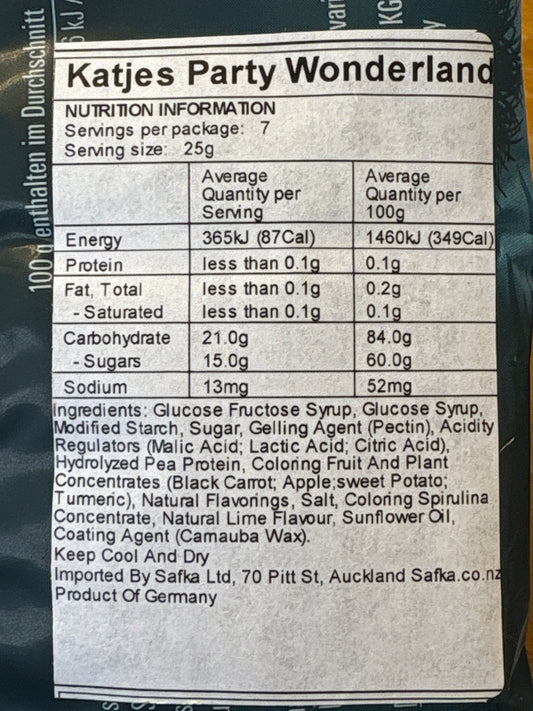 100 g enthalten im Durchschnitt
kJ /
vari
KG
Katjes Party Wonderland
NUTRITION INFORMATION
Servings per package: 7
Serving size: 25g
Average Quantity per Serving
Average Quantity per 100g
Energy 365kJ (87Cal) 1460kJ (349Cal)
Protein less than 0.1g 0.1g
Fat, Total less than 0.1g 0.2g
- Saturated less than 0.1g 0.1g
Carbohydrate 21.0g 84.0g
- Sugars 15.0g 60.0g
Sodium 13mg 52mg
Ingredients: Glucose Fructose Syrup, Glucose Syrup,
Modified Starch, Sugar, Gelling Agent (Pectin), Acidity
Regulators (Malic Acid; Lactic Acid; Citric Acid),
Hydrolyzed Pea Protein, Coloring Fruit And Plant
Concentrates (Black Carrot; Apple;sweet Potato;
Turmeric), Natural Flavorings, Salt, Coloring Spirulina
Concentrate, Natural Lime Flavour, Sunflower Oil,
Coating Agent (Carnauba Wax).
Keep Cool And Dry
Imported By Safka Ltd, 70 Pitt St, Auckland Safka.co.nz
Product Of Germany